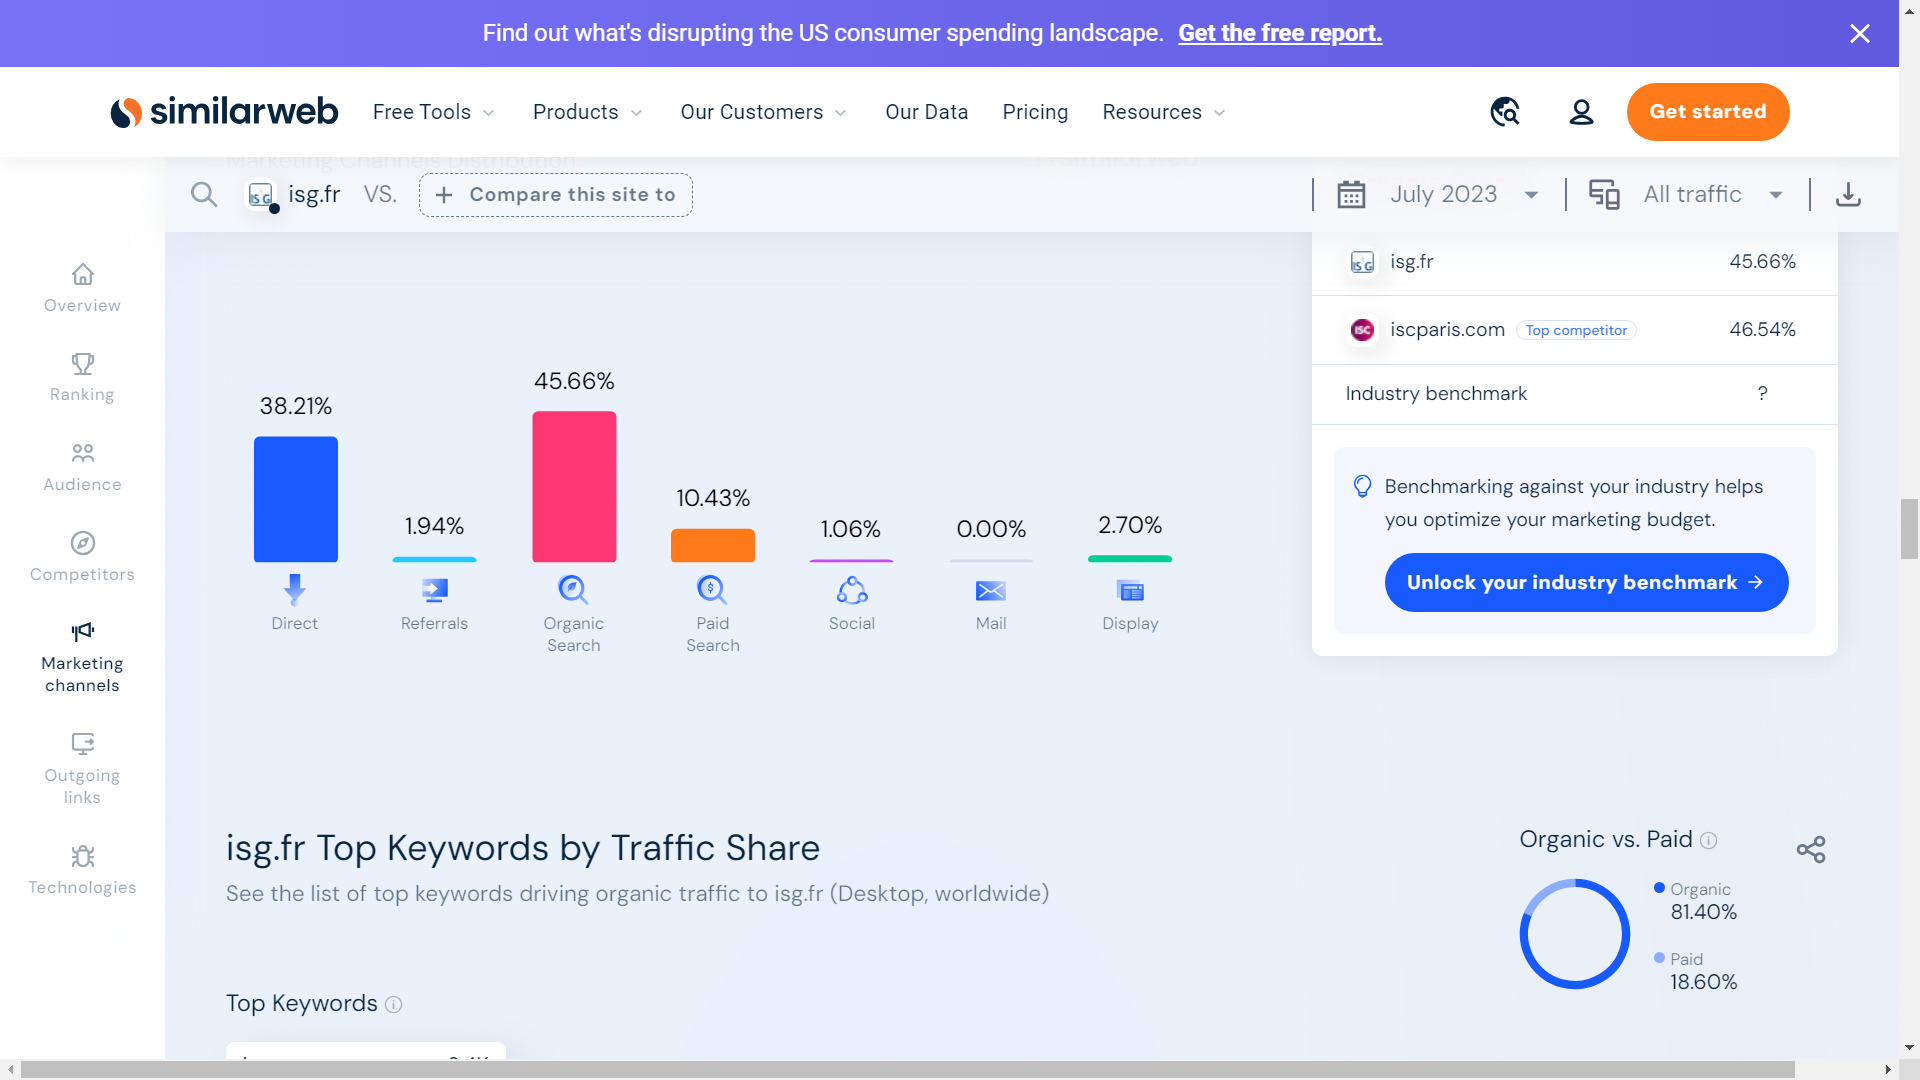 Find out what's disrupting the US consumer spending landscape. Get the free report.
similarweb Free Tools Products Our Customers Our Data Pricing Resources Get started
Marketing Channels Distribution
isg.fr VS. + Compare this site to July 2023 All traffic
Overview
Ranking
Audience
Competitors
Marketing
channels
Outgoing
links
Technologies
38.21%
1.94%
45.66%
10.43%
1.06%
0.00%
2.70%
Direct
Referrals
Organic
Search
Paid
Search
Social
Mail
Display
isg.fr 45.66%
ISC iscparis.com Top competitor 46.54%
Industry benchmark ?
Benchmarking against your industry helps
you optimize your marketing budget.
Unlock your industry benchmark →
isg.fr Top Keywords by Traffic Share
See the list of top keywords driving organic traffic to isg.fr (Desktop, worldwide)
Organic vs. Paid
Organic
81.40%
Paid
18.60%
Top Keywords